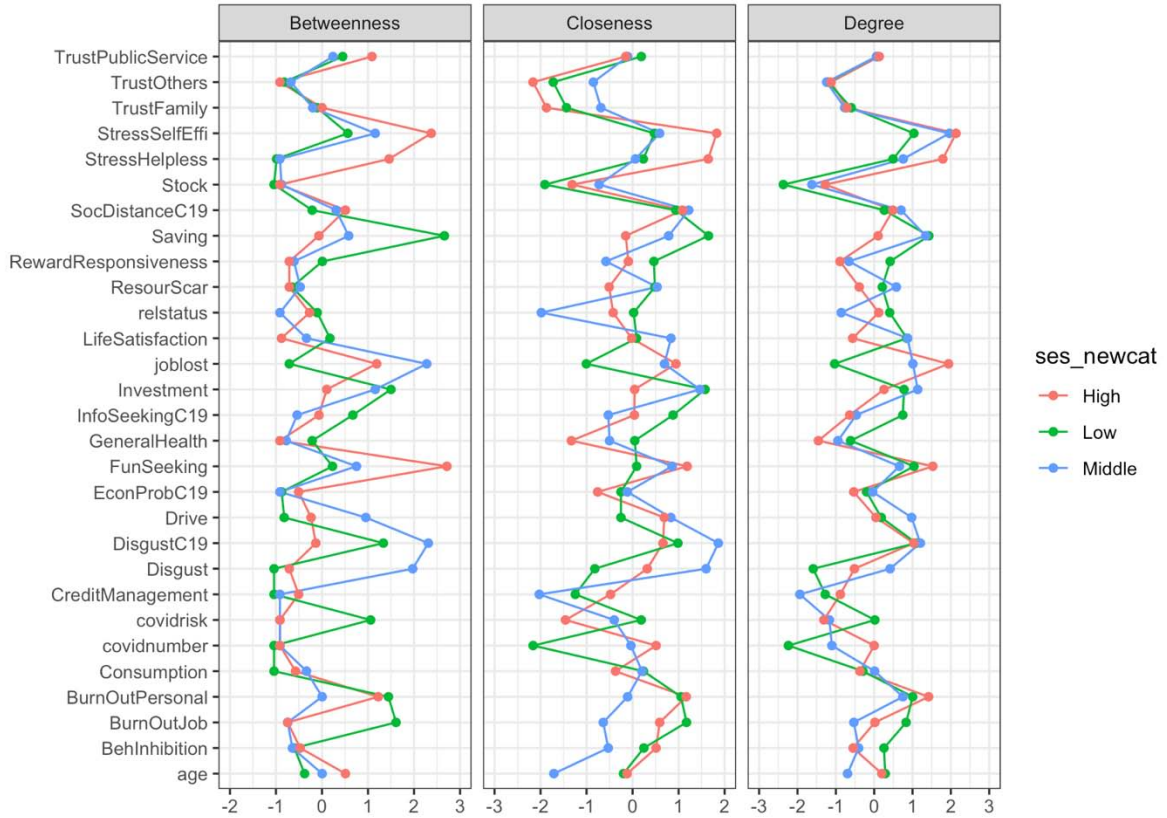 Betweenness Closeness Degree
TrustPublicService
TrustOthers
TrustFamily
StressSelfEffi
StressHelpless
Stock
SocDistanceC19
Saving
RewardResponsiveness
ResourScar
relstatus
LifeSatisfaction
joblost
Investment
InfoSeekingC19
GeneralHealth
FunSeeking
EconProbC19
Drive
DisgustC19
Disgust
CreditManagement
covidrisk
covidnumber
Consumption
BurnOutPersonal
BurnOutJob
BehInhibition
age
-2 -1 0 1 2 3 -3 -2 -1 0 1 2 -3 -2 -1 0 1 2 3
ses_newcat
High
Low
Middle